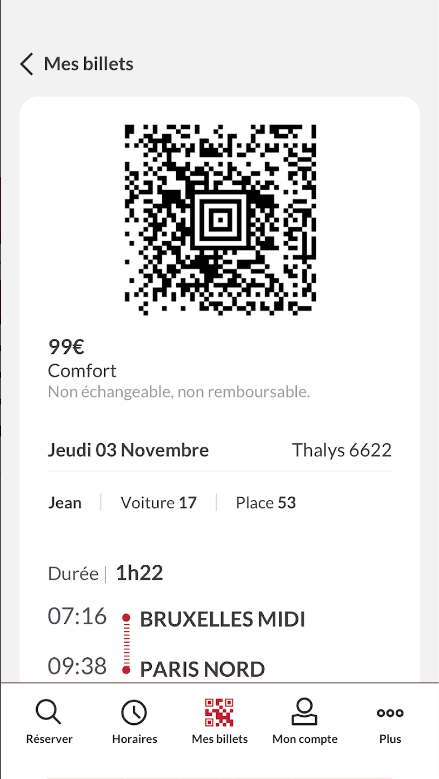 Mes billets
99€
Comfort
Non échangeable, non remboursable.
Jeudi 03 Novembre Thalys 6622
Jean Voiture 17 Place 53
Durée 1h22
07:16 BRUXELLES MIDI
09:38 PARIS NORD
Réserver Horaires Mes billets Mon compte Plus